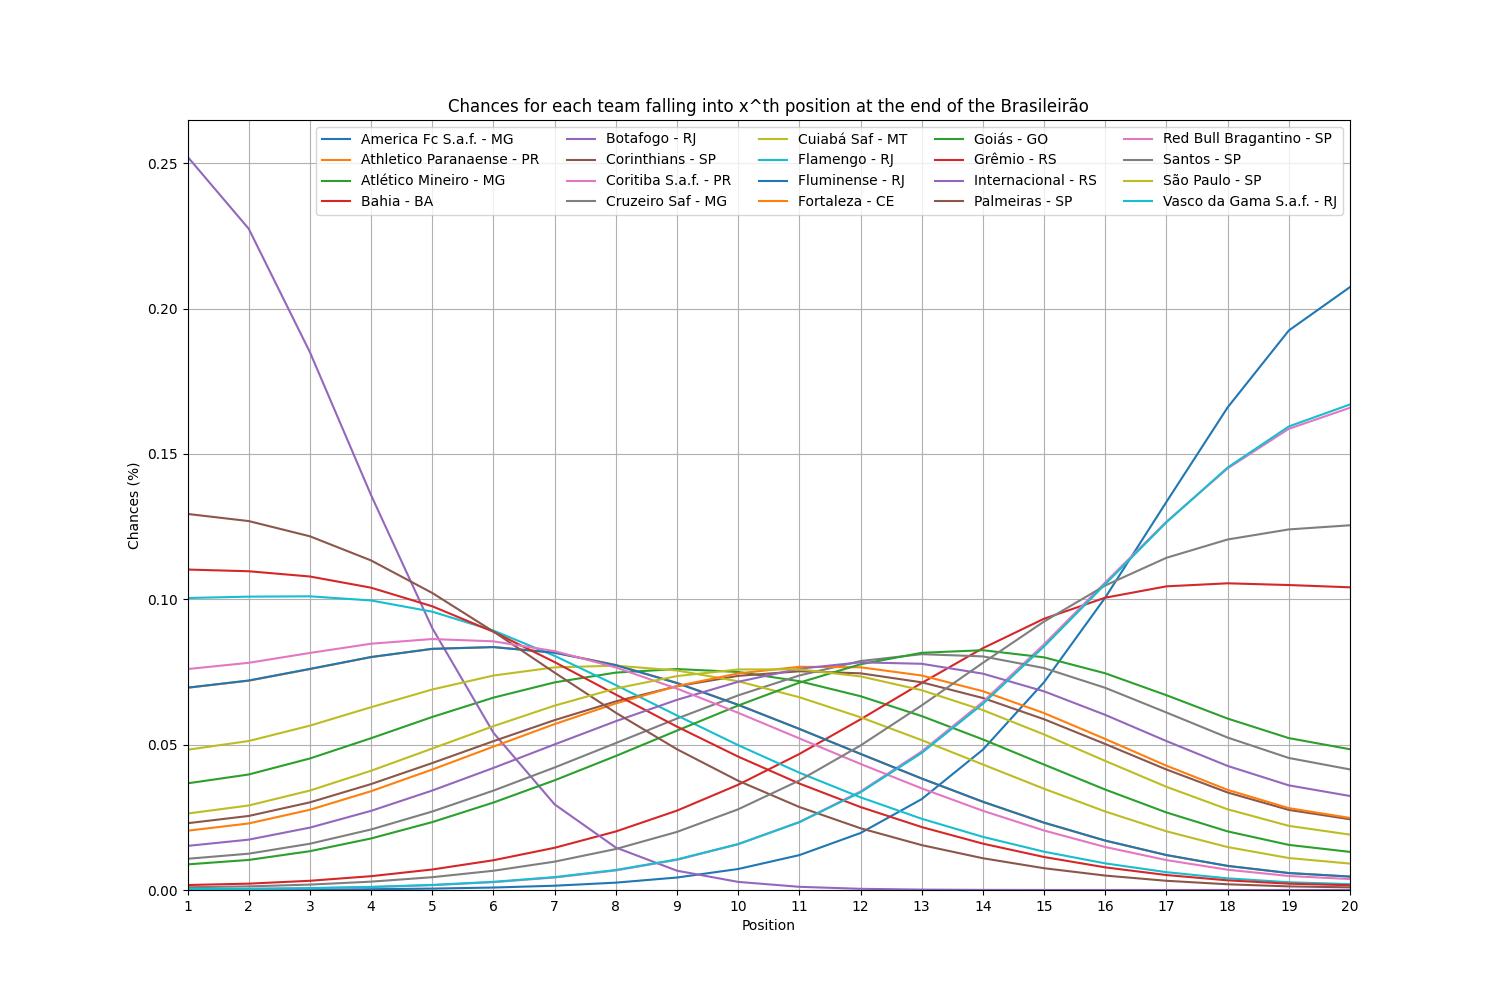 Chances for each team falling into x^th position at the end of the Brasileirão
America Fc S.a.f. - MG
Athletico Paranaense - PR
Atlético Mineiro - MG
Bahia - BA
Botafogo - RJ
Corinthians - SP
Coritiba S.a.f. - PR
Cruzeiro Saf - MG
Cuiabá Saf - MT
Flamengo - RJ
Fluminense - RJ
Fortaleza - CE
Goiás - GO
Grêmio - RS
Internacional - RS
Palmeiras - SP
Red Bull Bragantino - SP
Santos - SP
São Paulo - SP
Vasco da Gama S.a.f. - RJ
Chances (%)
0.25
0.20
0.15
0.10
0.05
0.00
1 2 3 4 5 6 7 8 9 10 11 12 13 14 15 16 17 18 19 20
Position